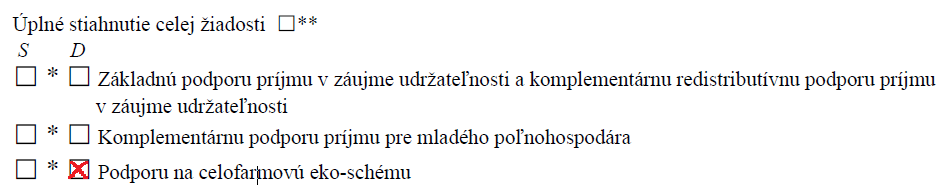 Úplné stiahnutie celej žiadosti ☐**
S D
☐ * ☐ Základnú podporu príjmu v záujme udržateľnosti a komplementárnu redistributívnu podporu príjmu
v záujme udržateľnosti
☐ * ☐ Komplementárnu podporu príjmu pre mladého poľnohospodára
☐ * ☒ Podporu na celofarmovú eko-schému